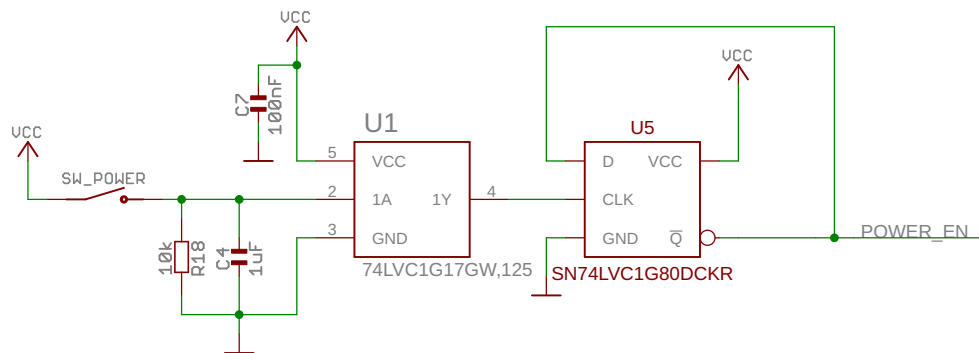 VCC
VCC
U5
C7
100nF
U1
VCC
SW_POWER
5
VCC
D
VCC
2
1A
1Y
4
CLK
3
GND
GND
Q
POWER_EN
10k
R18
C4
1uF
74LVC1G17GW,125
SN74LVC1G80DCKR